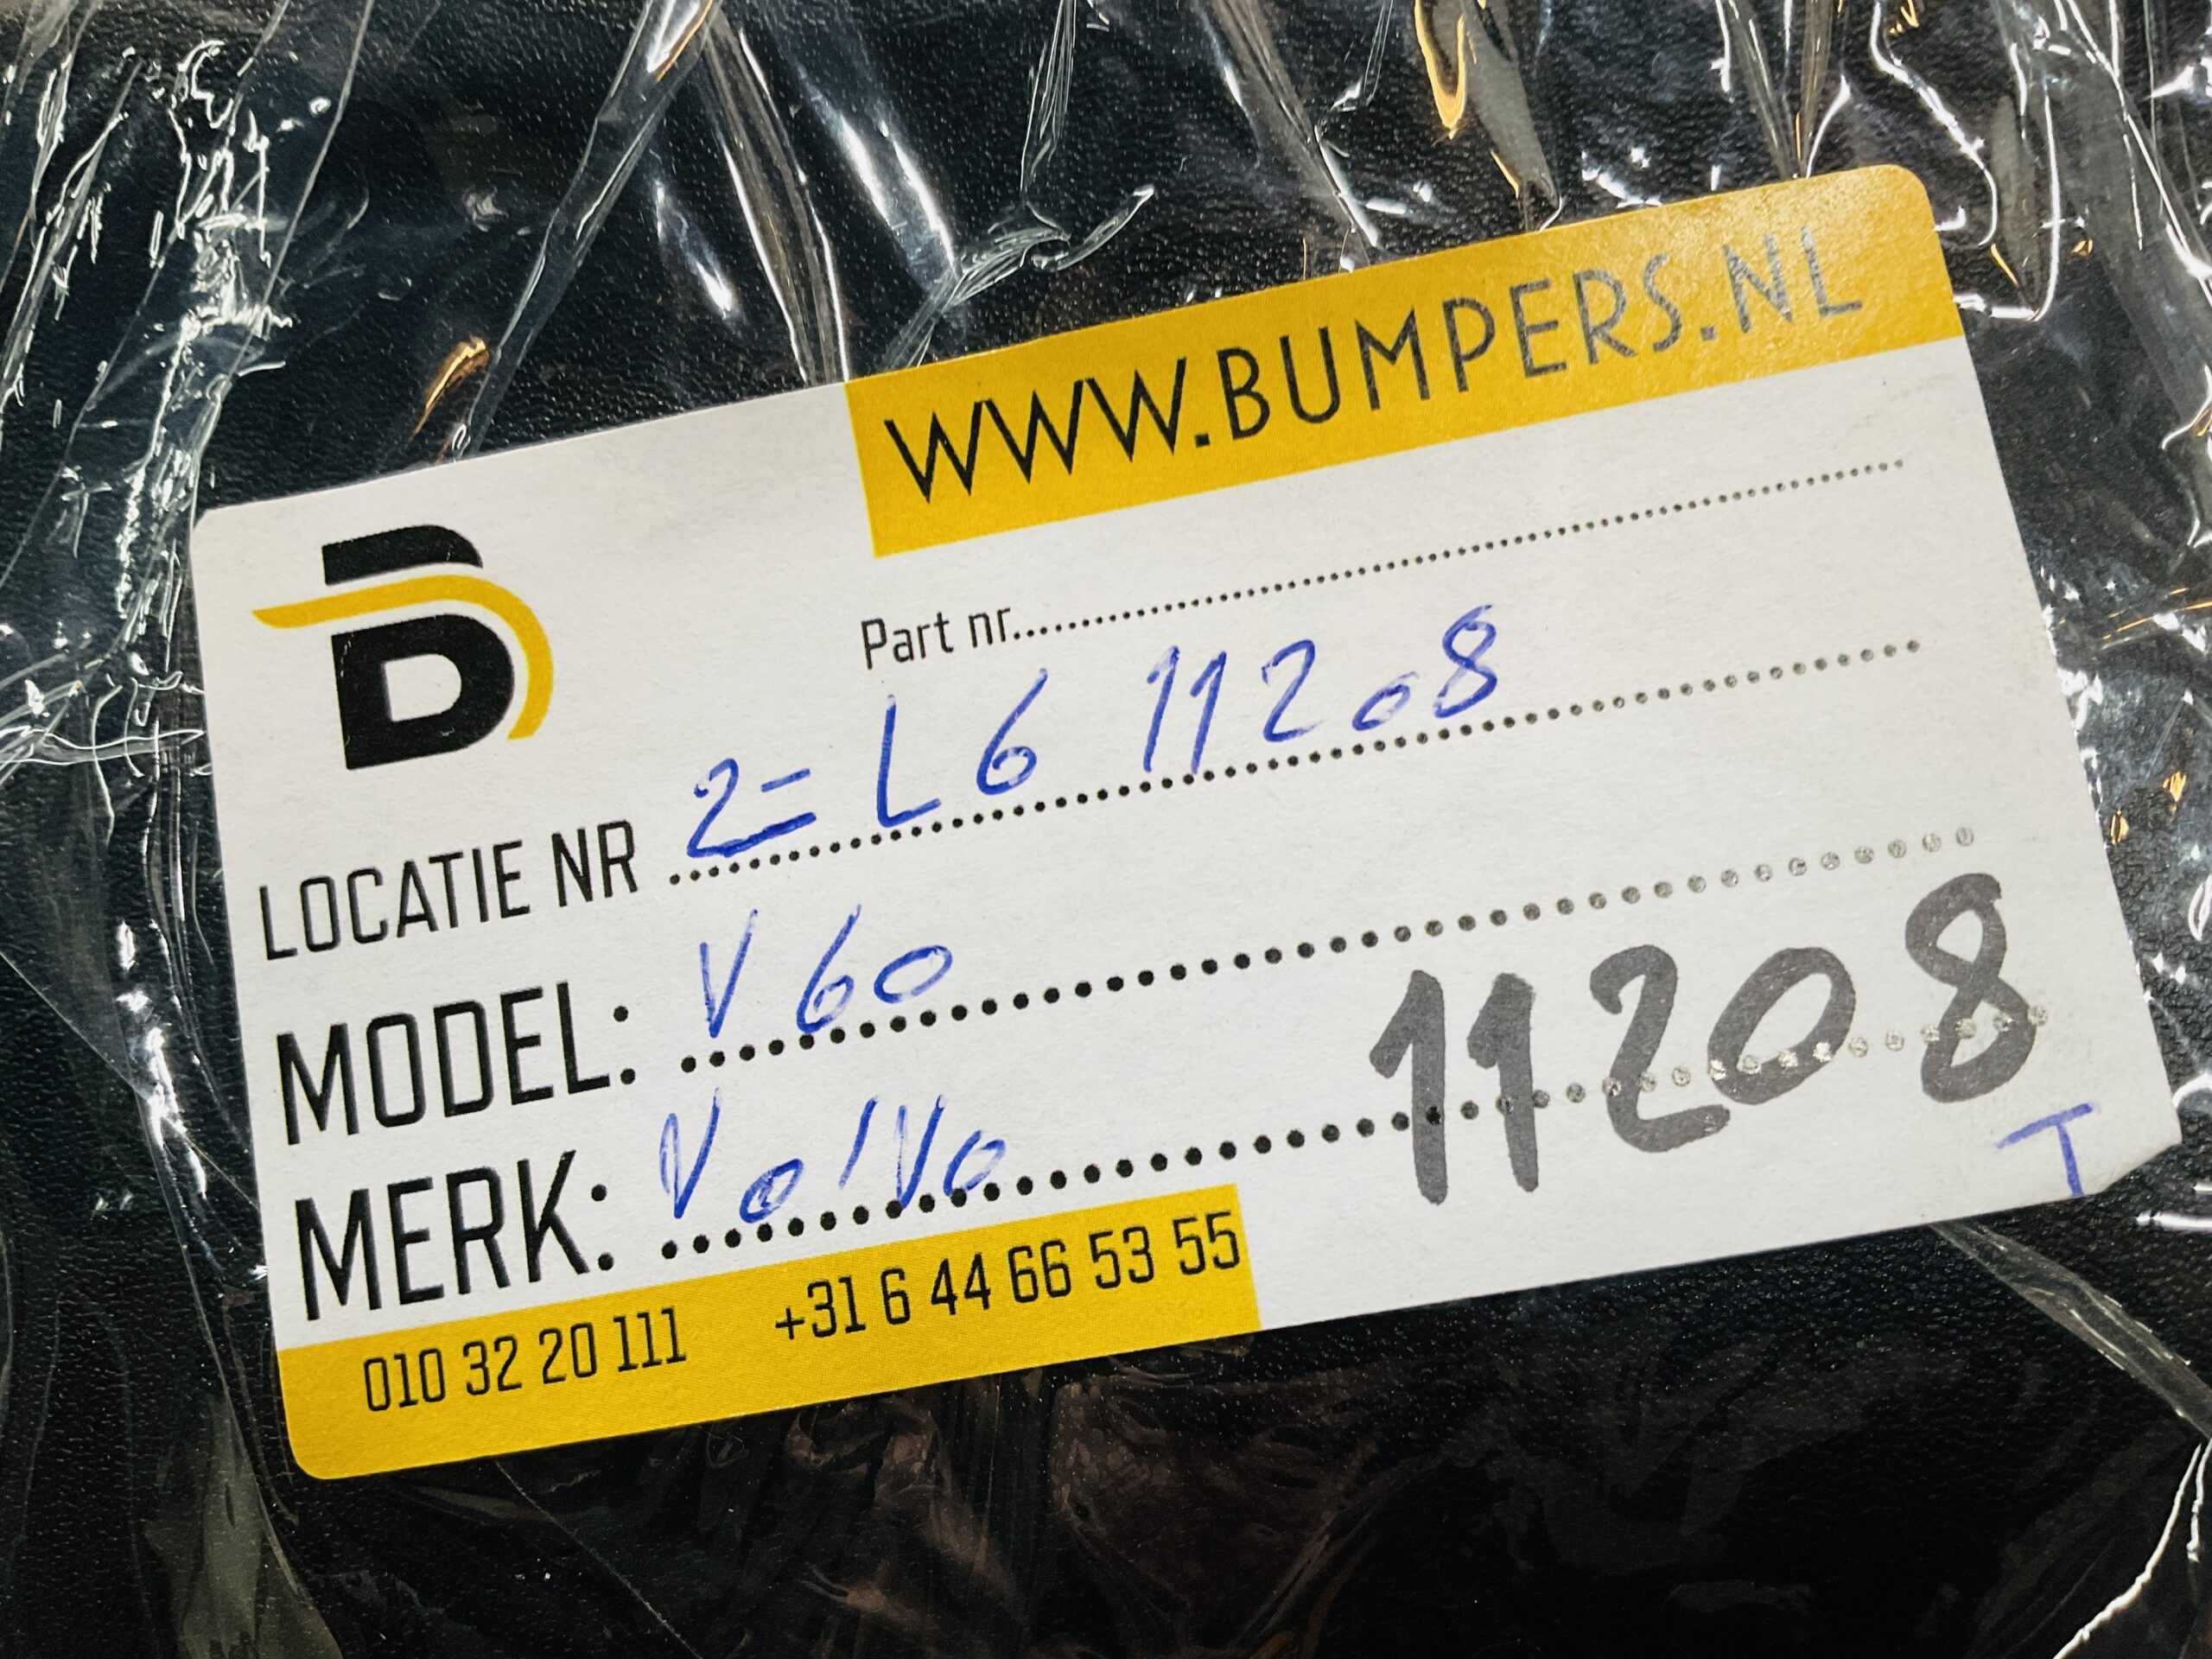 WWW.BUMPERS.NL
B
Part nr..........
LOCATIE NR 2= L6 11208
MODEL: V60
MERK: Volvo
11208
T
010 32 20 111 +31 6 44 66 53 55